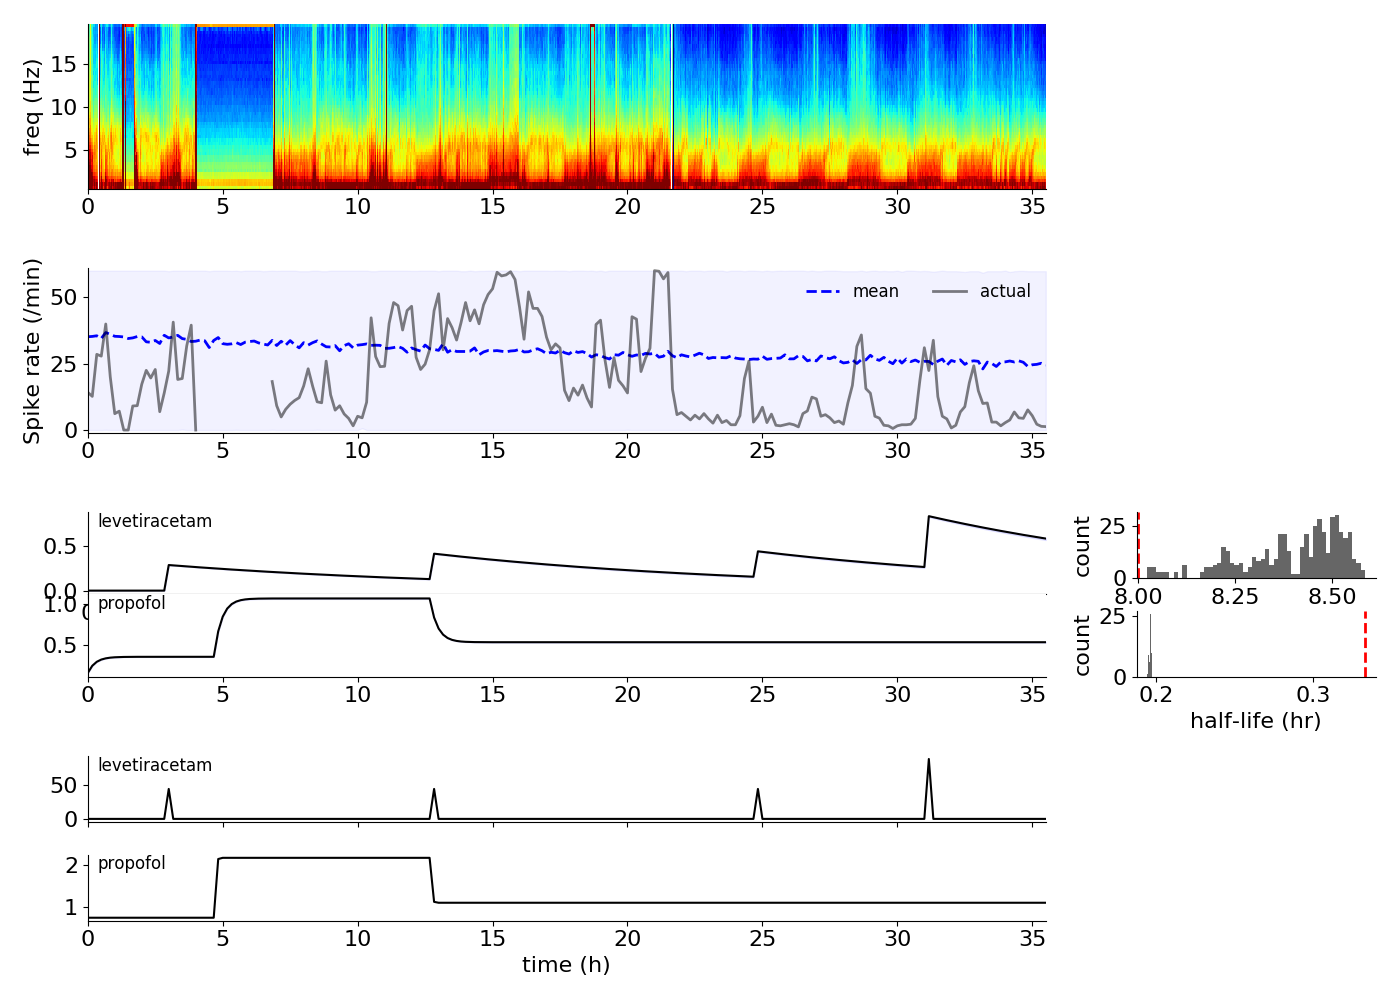 freq (Hz)
15
10
5
0 5 10 15 20 25 30 35
Spike rate (/min)
50
25
0
mean actual
0 5 10 15 20 25 30 35
levetiracetam
0.5
0.0
0
count
25
0
8.00 8.25 8.50
propofol
1.0
0.5
0 5 10 15 20 25 30 35
count
25
0
0.2 0.3
half-life (hr)
levetiracetam
50
0
propofol
2
1
0 5 10 15 20 25 30 35
time (h)